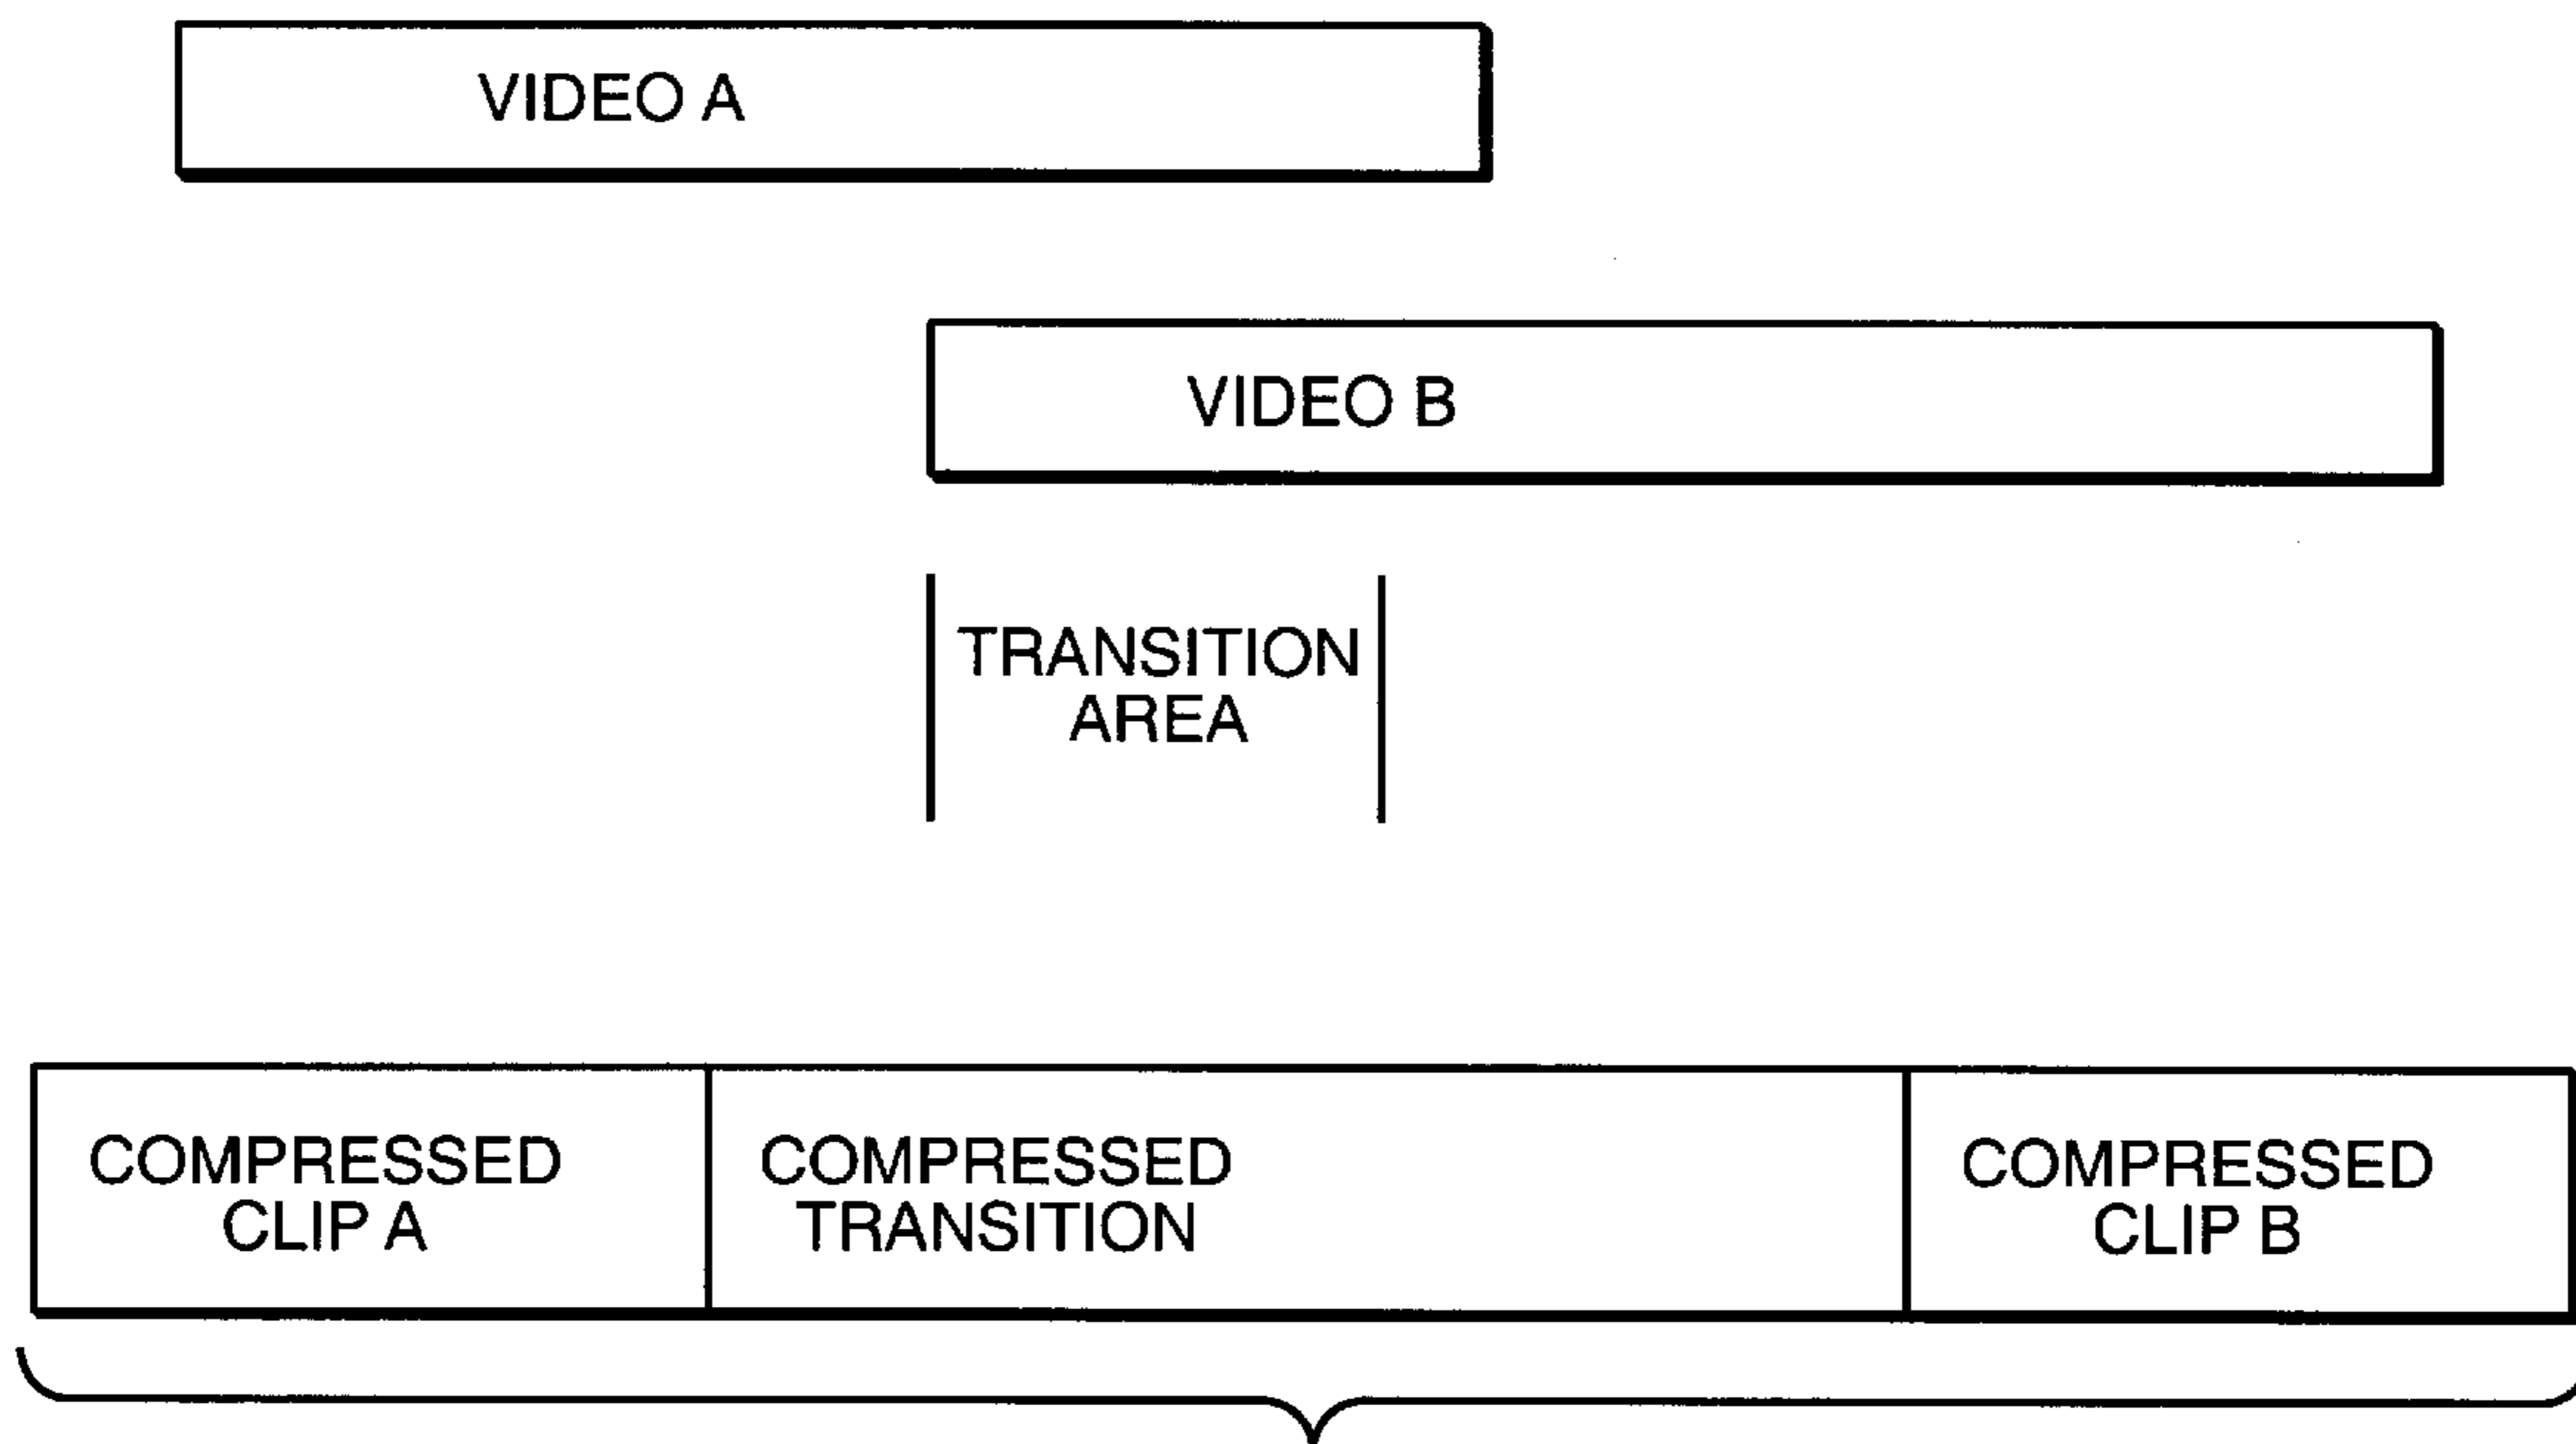 VIDEO A
VIDEO B
TRANSITION
AREA
COMPRESSED
CLIP A
COMPRESSED
TRANSITION
COMPRESSED
CLIP B